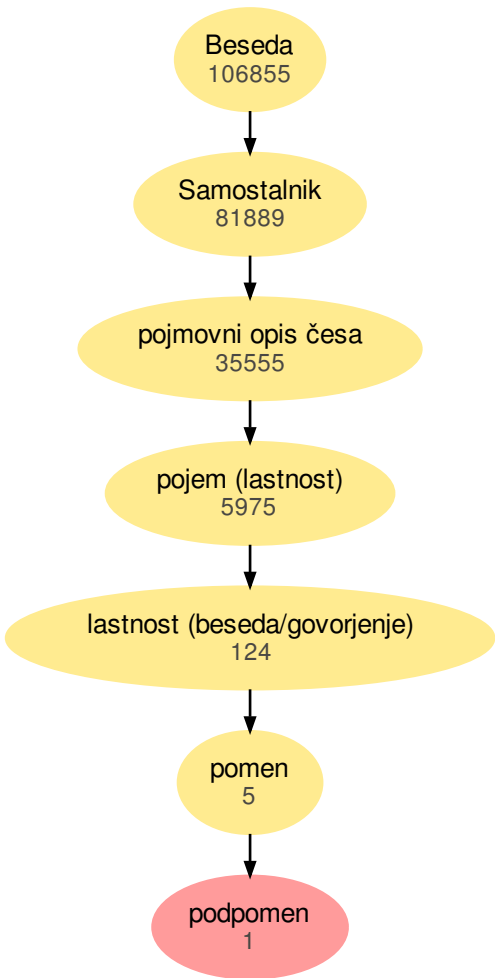 Beseda
106855
Samostalnik
81889
pojmovni opis česa
35555
pojem (lastnost)
5975
lastnost (beseda/govorjenje)
124
pomen
5
podpomen
1